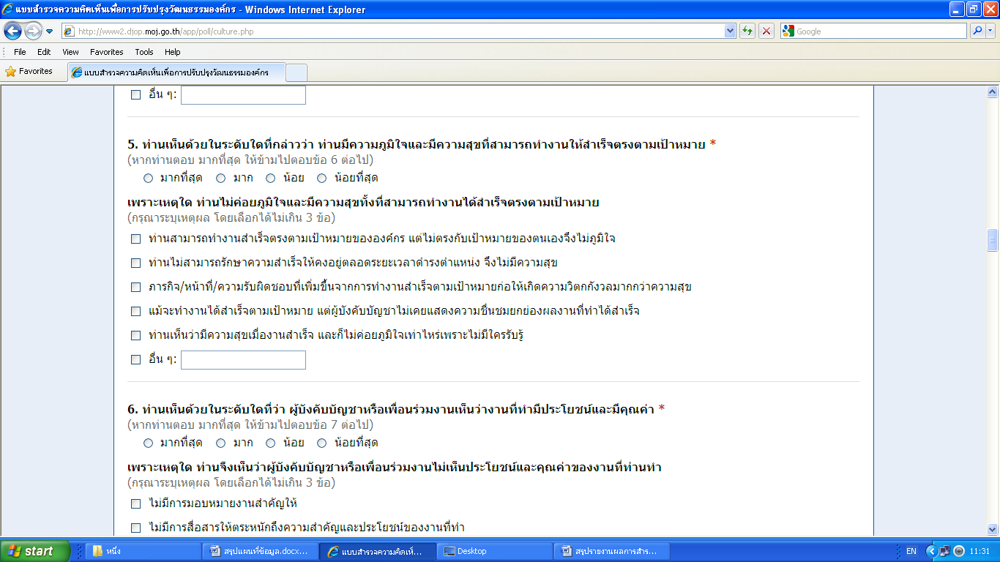 แบบสำรวจความคิดเห็นเพื่อการปรับปรุงวัฒนธรรมองค์กร - Windows Internet Explorer
http://www2.djop.moj.go.th/app/poll/culture.php
Google
File Edit View Favorites Tools Help
Favorites
แบบสำรวจความคิดเห็นเพื่อการปรับปรุงวัฒนธรรมองค์กร
อื่น ๆ:
5. ท่านเห็นด้วยในระดับใดที่กล่าวว่า ท่านมีความภูมิใจและมีความสุขที่สามารถทำงานให้สำเร็จตรงตามเป้าหมาย *
(หากท่านตอบ มากที่สุด ให้ข้ามไปตอบข้อ 6 ต่อไป)
มากที่สุด มาก น้อย น้อยที่สุด
เพราะเหตุใด ท่านไม่ค่อยภูมิใจและมีความสุขทั้งที่สามารถทำงานได้สำเร็จตรงตามเป้าหมาย
(กรุณาระบุเหตุผล โดยเลือกได้ไม่เกิน 3 ข้อ)
ท่านสามารถทำงานสำเร็จตรงตามเป้าหมายขององค์กร แต่ไม่ตรงกับเป้าหมายของตนเองจึงไม่ภูมิใจ
ท่านไม่สามารถรักษาความสำเร็จให้คงอยู่ตลอดระยะเวลาดำรงตำแหน่ง จึงไม่มีความสุข
ภารกิจ/หน้าที่/ความรับผิดชอบที่เพิ่มขึ้นจากการทำงานสำเร็จตามเป้าหมายก่อให้เกิดความวิตกกังวลมากกว่าความสุข
แม้จะทำงานได้สำเร็จตามเป้าหมาย แต่ผู้บังคับบัญชาไม่เคยแสดงความชื่นชมยกย่องผลงานที่ทำได้สำเร็จ
ท่านเห็นว่ามีความสุขเมื่องานสำเร็จ และก็ไม่ค่อยภูมิใจเท่าไหร่เพราะไม่มีใครรับรู้
อื่น ๆ:
6. ท่านเห็นด้วยในระดับใดที่ว่า ผู้บังคับบัญชาหรือเพื่อนร่วมงานเห็นว่างานที่ทำมีประโยชน์และมีคุณค่า *
(หากท่านตอบ มากที่สุด ให้ข้ามไปตอบข้อ 7 ต่อไป)
มากที่สุด มาก น้อย น้อยที่สุด
เพราะเหตุใด ท่านจึงเห็นว่าผู้บังคับบัญชาหรือเพื่อนร่วมงานไม่เห็นประโยชน์และคุณค่าของงานที่ท่านทำ
(กรุณาระบุเหตุผล โดยเลือกได้ไม่เกิน 3 ข้อ)
ไม่มีการมอบหมายงานสำคัญให้
ไม่มีการสื่อสารให้ตระหนักถึงความสำคัญและประโยชน์ของงานที่ทำ
start หนึ่ง สรุปแผนที่ข้อมูล.docx... แบบสำรวจความคิดเห็... Desktop สรุปรายงานผลการสำร... EN 11:31